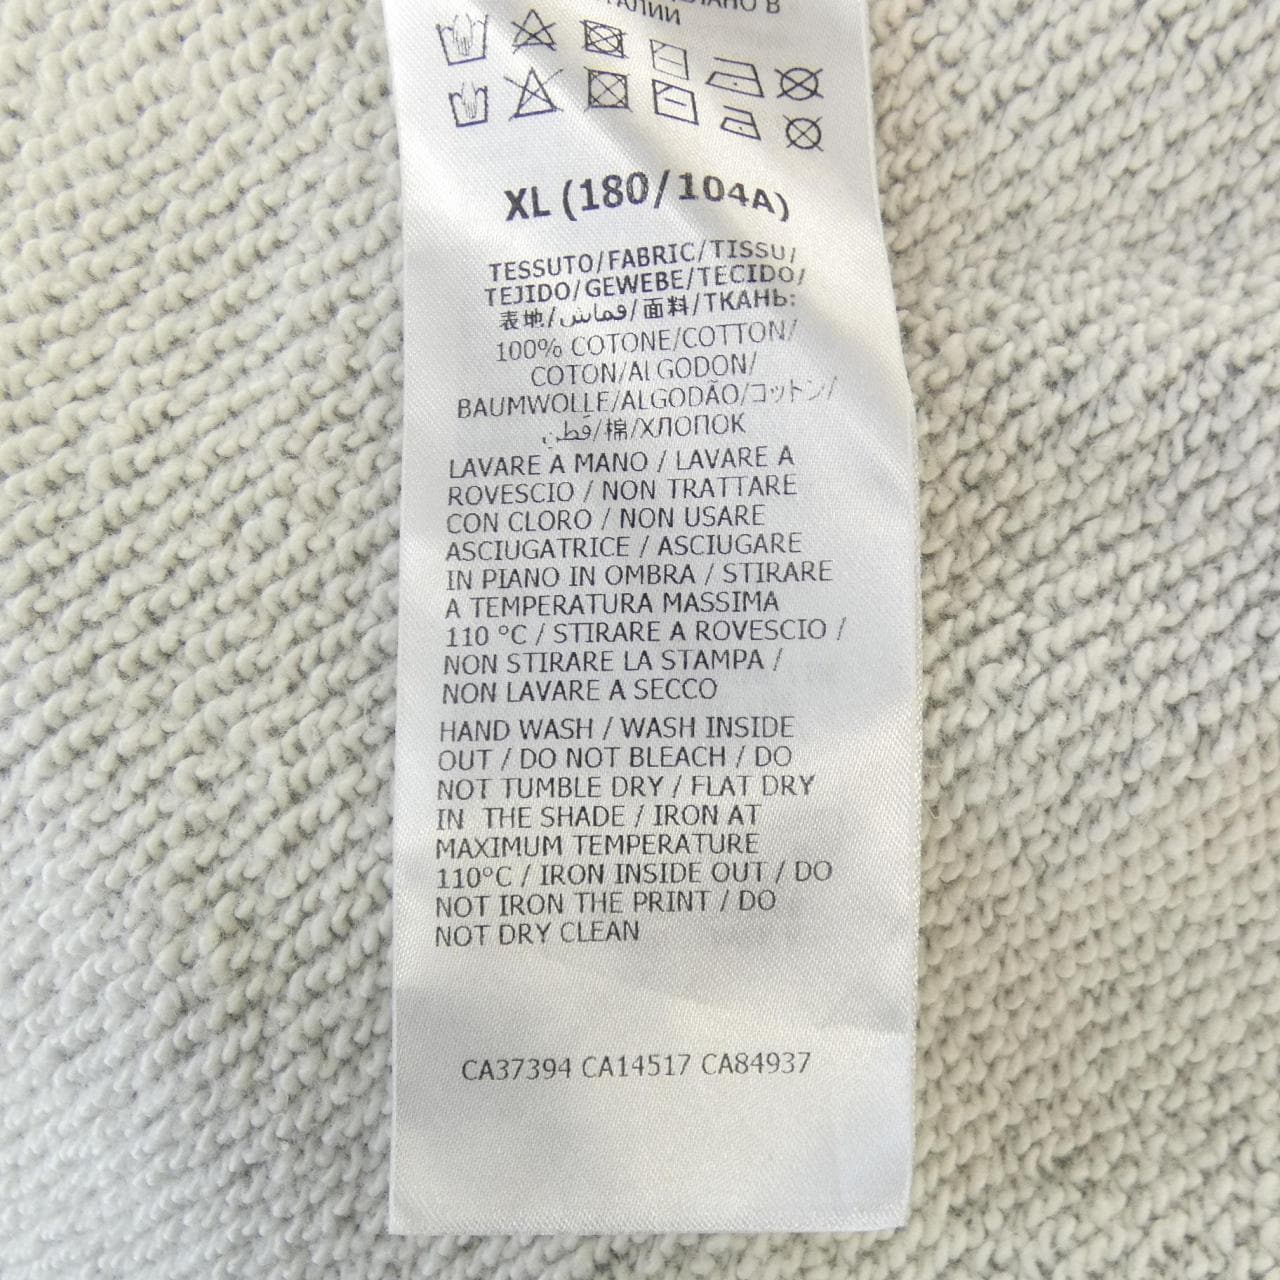 В
ИТАЛИИ
XL (180/104A)
TESSUTO/FABRIC/TISSU/
TEJIDO/GEWEBE/TECIDO/
表地/قماش/面料/ТКАНЬ:
100% COTONE/COTTON/
COTON/ALGODON/
BAUMWOLLE/ALGODÃO/コットン/
قطن/棉/ХЛОПОК
LAVARE A MANO / LAVARE A
ROVESCIO / NON TRATTARE
CON CLORO / NON USARE
ASCIUGATRICE / ASCIUGARE
IN PIANO IN OMBRA / STIRARE
A TEMPERATURA MASSIMA
110 °C / STIRARE A ROVESCIO /
NON STIRARE LA STAMPA /
NON LAVARE A SECCO
HAND WASH / WASH INSIDE
OUT / DO NOT BLEACH / DO
NOT TUMBLE DRY / FLAT DRY
IN THE SHADE / IRON AT
MAXIMUM TEMPERATURE
110°C / IRON INSIDE OUT / DO
NOT IRON THE PRINT / DO
NOT DRY CLEAN
CA37394 CA14517 CA84937